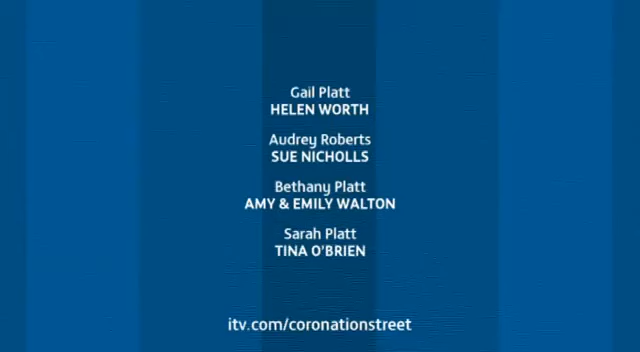 Gail Platt
HELEN WORTH
Audrey Roberts
SUE NICHOLLS
Bethany Platt
AMY & EMILY WALTON
Sarah Platt
TINA O'BRIEN
itv.com/coronationstreet